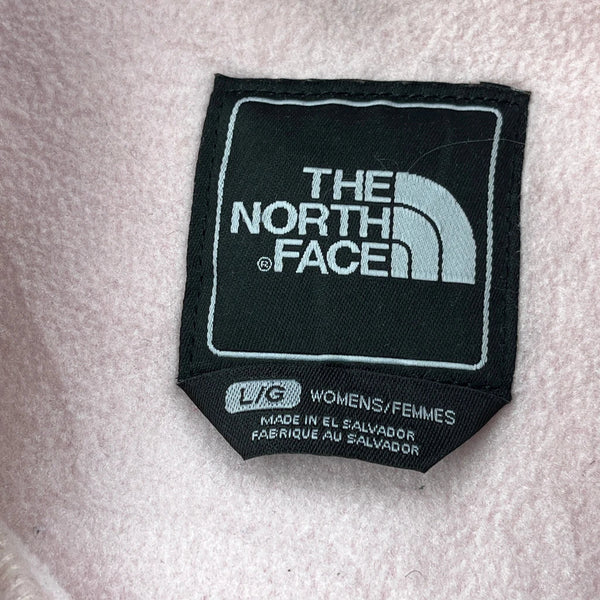 THE
NORTH
® FACE
L/G WOMENS/FEMMES
MADE IN EL SALVADOR
FABRIQUE AU SALVADOR